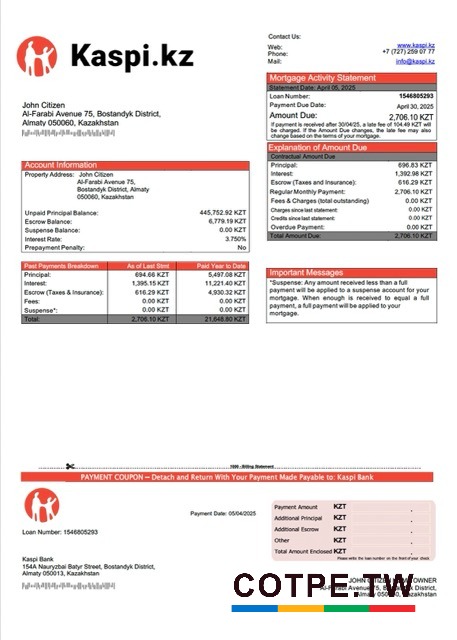 Kaspi.kz
Contact Us:
Web: www.kaspi.kz
Phone: +7 (727) 259 07 77
Mail: info@kaspi.kz
Mortgage Activity Statement
Statement Date: April 05, 2025
Loan Number: 1546805293
Payment Due Date: April 30, 2025
Amount Due: 2,706.10 KZT
If payment is received after 30/04/25, a late fee of 104.49 KZT will
be charged. If the Amount Due changes, the late fee may also
change based on the terms of your mortgage.
John Citizen
Al-Farabi Avenue 75, Bostandyk District,
Almaty 050060, Kazakhstan
Explanation of Amount Due
Contractual Amount Due
Principal: 696.83 KZT
Interest: 1,392.98 KZT
Escrow (Taxes and Insurance): 616.29 KZT
Regular Monthly Payment: 2,706.10 KZT
Fees & Charges (total outstanding) 0.00 KZT
Charges since last statement: 0.00 KZT
Credits since last statement: 0.00 KZT
Overdue Payment: 0.00 KZT
Total Amount Due: 2,706.10 KZT
Account Information
Property Address: John Citizen
Al-Farabi Avenue 75,
Bostandyk District, Almaty
050060, Kazakhstan
Unpaid Principal Balance: 445,752.92 KZT
Escrow Balance: 6,779.19 KZT
Suspense Balance: 0.00 KZT
Interest Rate: 3.750%
Prepayment Penalty: No
Past Payments Breakdown As of Last Stmt Paid Year to Date
Principal: 694.66 KZT 5,497.08 KZT
Interest: 1,395.15 KZT 11,221.40 KZT
Escrow (Taxes & Insurance): 616.29 KZT 4,930.32 KZT
Fees: 0.00 KZT 0.00 KZT
Suspense*: 0.00 KZT 0.00 KZT
Total: 2,706.10 KZT 21,648.80 KZT
Important Messages
*Suspense: Any amount received less than a full
payment will be applied to a suspense account for your
mortgage. When enough is received to equal a full
payment, a full payment will be applied to your
mortgage.
1500 - Billing Statement
PAYMENT COUPON – Detach and Return With Your Payment Made Payable to: Kaspi Bank
Payment Date: 05/04/2025
Loan Number: 1546805293
Payment Amount KZT
Additional Principal KZT
Additional Escrow KZT
Other KZT
Total Amount Enclosed KZT
Please write the loan number on the front of your check.
Kaspi Bank
154A Nauryzbai Batyr Street, Bostandyk District,
Almaty 050013, Kazakhstan
COTPE.TW